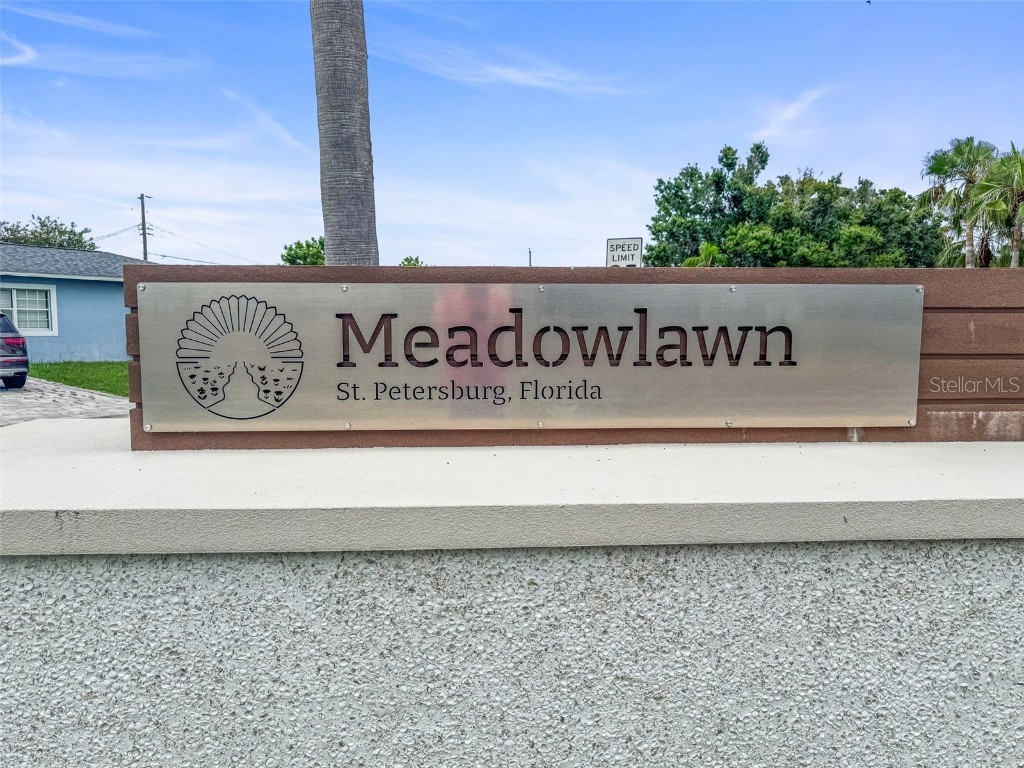 SPEED
LIMIT
Meadowlawn
St. Petersburg, Florida
Stellar MLS